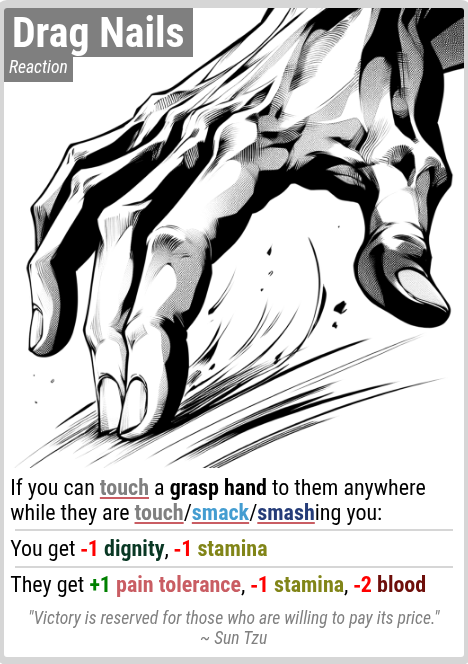 Drag Nails
Reaction
If you can touch a grasp hand to them anywhere
while they are touch/smack/smashing you:
You get -1 dignity, -1 stamina
They get +1 pain tolerance, -1 stamina, -2 blood
"Victory is reserved for those who are willing to pay its price."
~ Sun Tzu